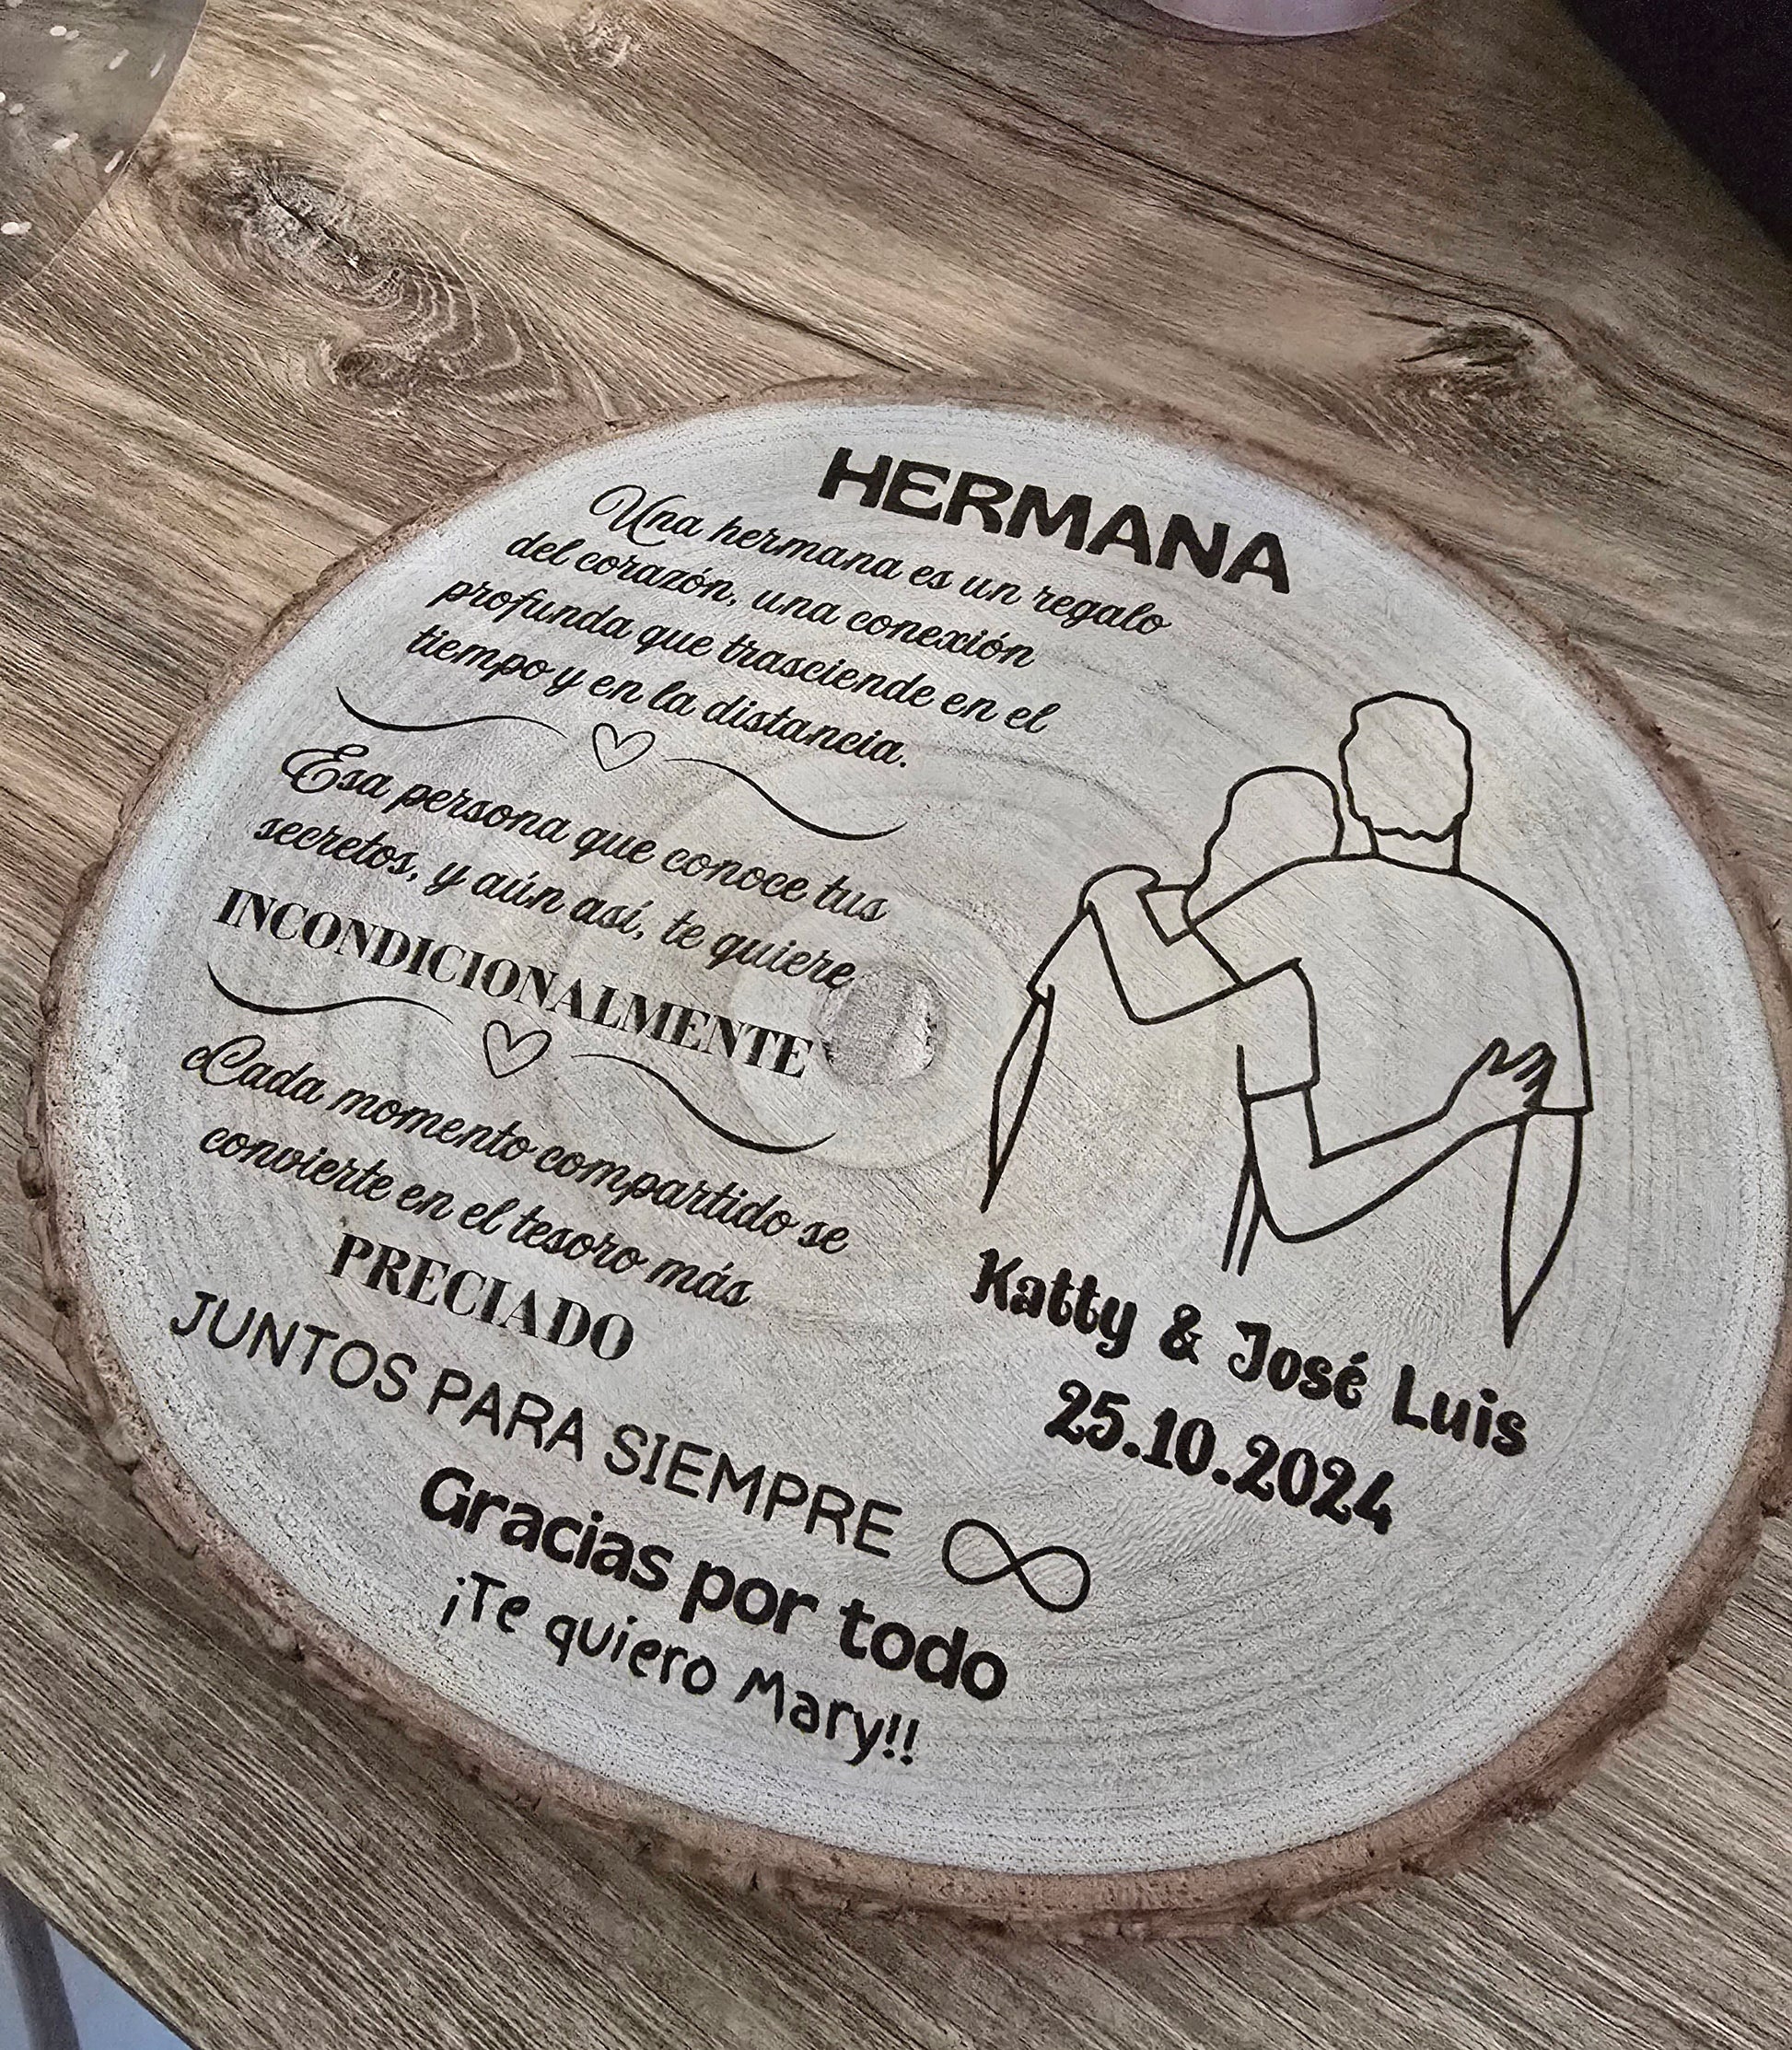 HERMANA
Una hermana es un regalo
del corazón, una conexión
profunda que trasciende en el
tiempo y en la distancia.
Esa persona que conoce tus
secretos, y aún así, te quiere
INCONDICIONALMENTE
Cada momento compartido se
convierte en el tesoro más
PRECIADO
JUNTOS PARA SIEMPRE
Gracias por todo
¡Te quiero Mary!!
Katty & José Luis
25.10.2024